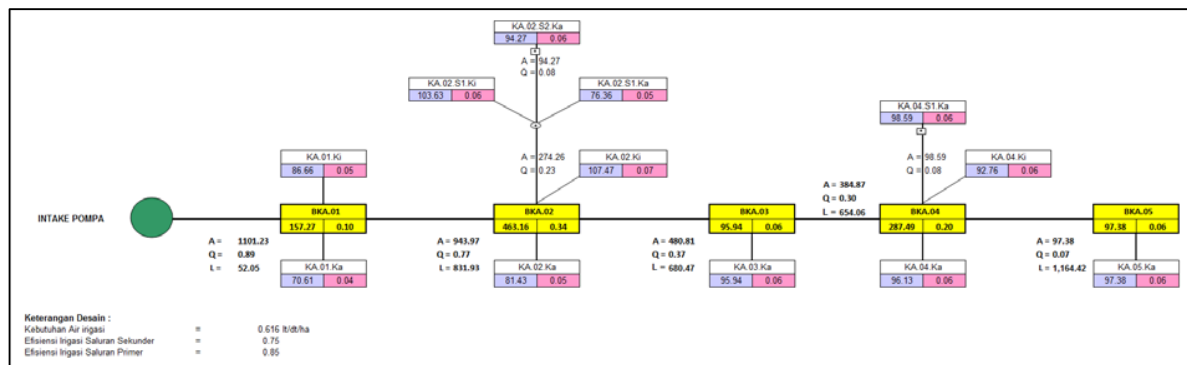 KA.02.S2.Ka
94.27 0.06
A = 94.27
Q = 0.08
KA.02.S1.Ki
103.63 0.06
KA.02.S1.Ka
76.36 0.05
KA.04.S1.Ka
98.59 0.06
KA.01.Ki
86.66 0.05
A = 274.26
Q = 0.23
KA.02.Ki
107.47 0.07
A = 98.59
Q = 0.08
KA.04.Ki
92.76 0.06
A = 384.87
Q = 0.30
L = 654.06
INTAKE POMPA
BKA.01
157.27 0.10
BKA.02
463.16 0.34
BKA.03
95.94 0.06
BKA.04
287.49 0.20
BKA.05
97.38 0.06
A = 1101.23
Q = 0.89
L = 52.05
KA.01.Ka
70.61 0.04
A = 943.97
Q = 0.77
L = 831.93
KA.02.Ka
81.43 0.05
A = 480.81
Q = 0.37
L = 680.47
KA.03.Ka
95.94 0.06
KA.04.Ka
96.13 0.06
A = 97.38
Q = 0.07
L = 1,164.42
KA.05.Ka
97.38 0.06
Keterangan Desain :
Kebutuhan Air irigasi = 0.616 lt/dt/ha
Efisiensi Irigasi Saluran Sekunder = 0.75
Efisiensi Irigasi Saluran Primer = 0.85